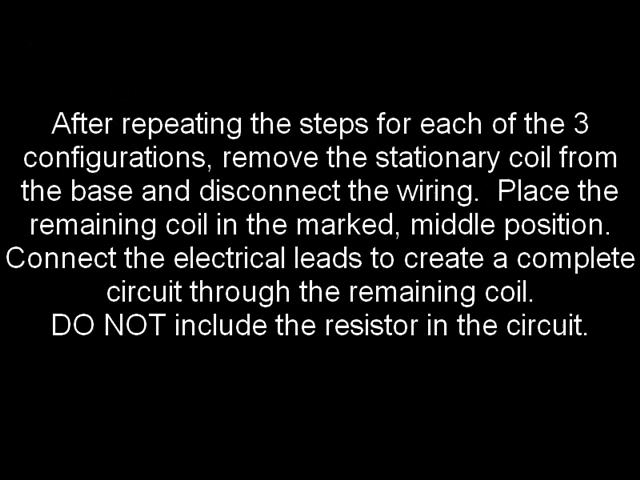 After repeating the steps for each of the 3
configurations, remove the stationary coil from
the base and disconnect the wiring.  Place the
remaining coil in the marked, middle position.
Connect the electrical leads to create a complete
circuit through the remaining coil.
DO NOT include the resistor in the circuit.